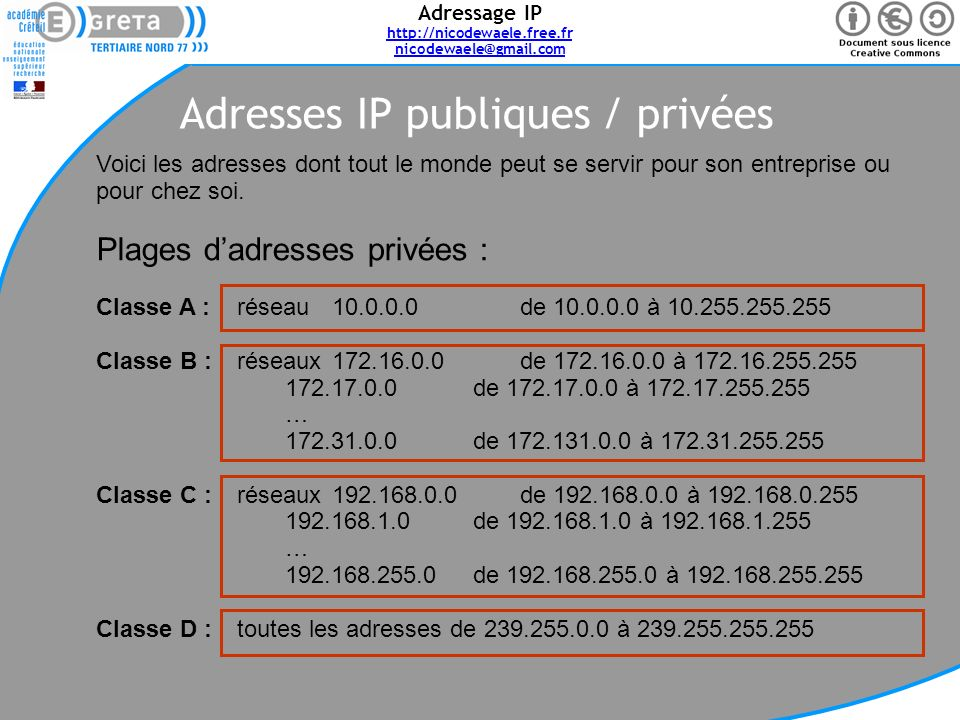 académie
Créteil
éducation
nationale
enseignement
supérieur
recherche
GRETA
TERTIAIRE NORD 77 )))
Adressage IP
http://nicodewaele.free.fr
nicodewaele@gmail.com
Document sous licence
Creative Commons
Adresses IP publiques / privées
Voici les adresses dont tout le monde peut se servir pour son entreprise ou
pour chez soi.
Plages d’adresses privées :
Classe A : réseau 10.0.0.0 de 10.0.0.0 à 10.255.255.255
Classe B : réseaux 172.16.0.0 de 172.16.0.0 à 172.16.255.255
172.17.0.0 de 172.17.0.0 à 172.17.255.255
…
172.31.0.0 de 172.131.0.0 à 172.31.255.255
Classe C : réseaux 192.168.0.0 de 192.168.0.0 à 192.168.0.255
192.168.1.0 de 192.168.1.0 à 192.168.1.255
…
192.168.255.0 de 192.168.255.0 à 192.168.255.255
Classe D : toutes les adresses de 239.255.0.0 à 239.255.255.255